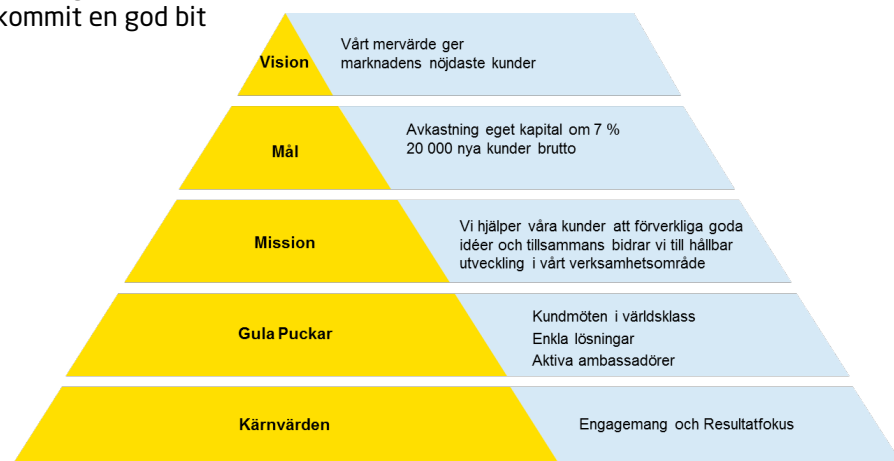 kommit en god bit
Vision
Vårt mervärde ger
marknadens nöjdaste kunder
Mål
Avkastning eget kapital om 7 %
20 000 nya kunder brutto
Mission
Vi hjälper våra kunder att förverkliga goda
idéer och tillsammans bidrar vi till hållbar
utveckling i vårt verksamhetsområde
Gula Puckar
Kundmöten i världsklass
Enkla lösningar
Aktiva ambassadörer
Kärnvärden
Engagemang och Resultatfokus